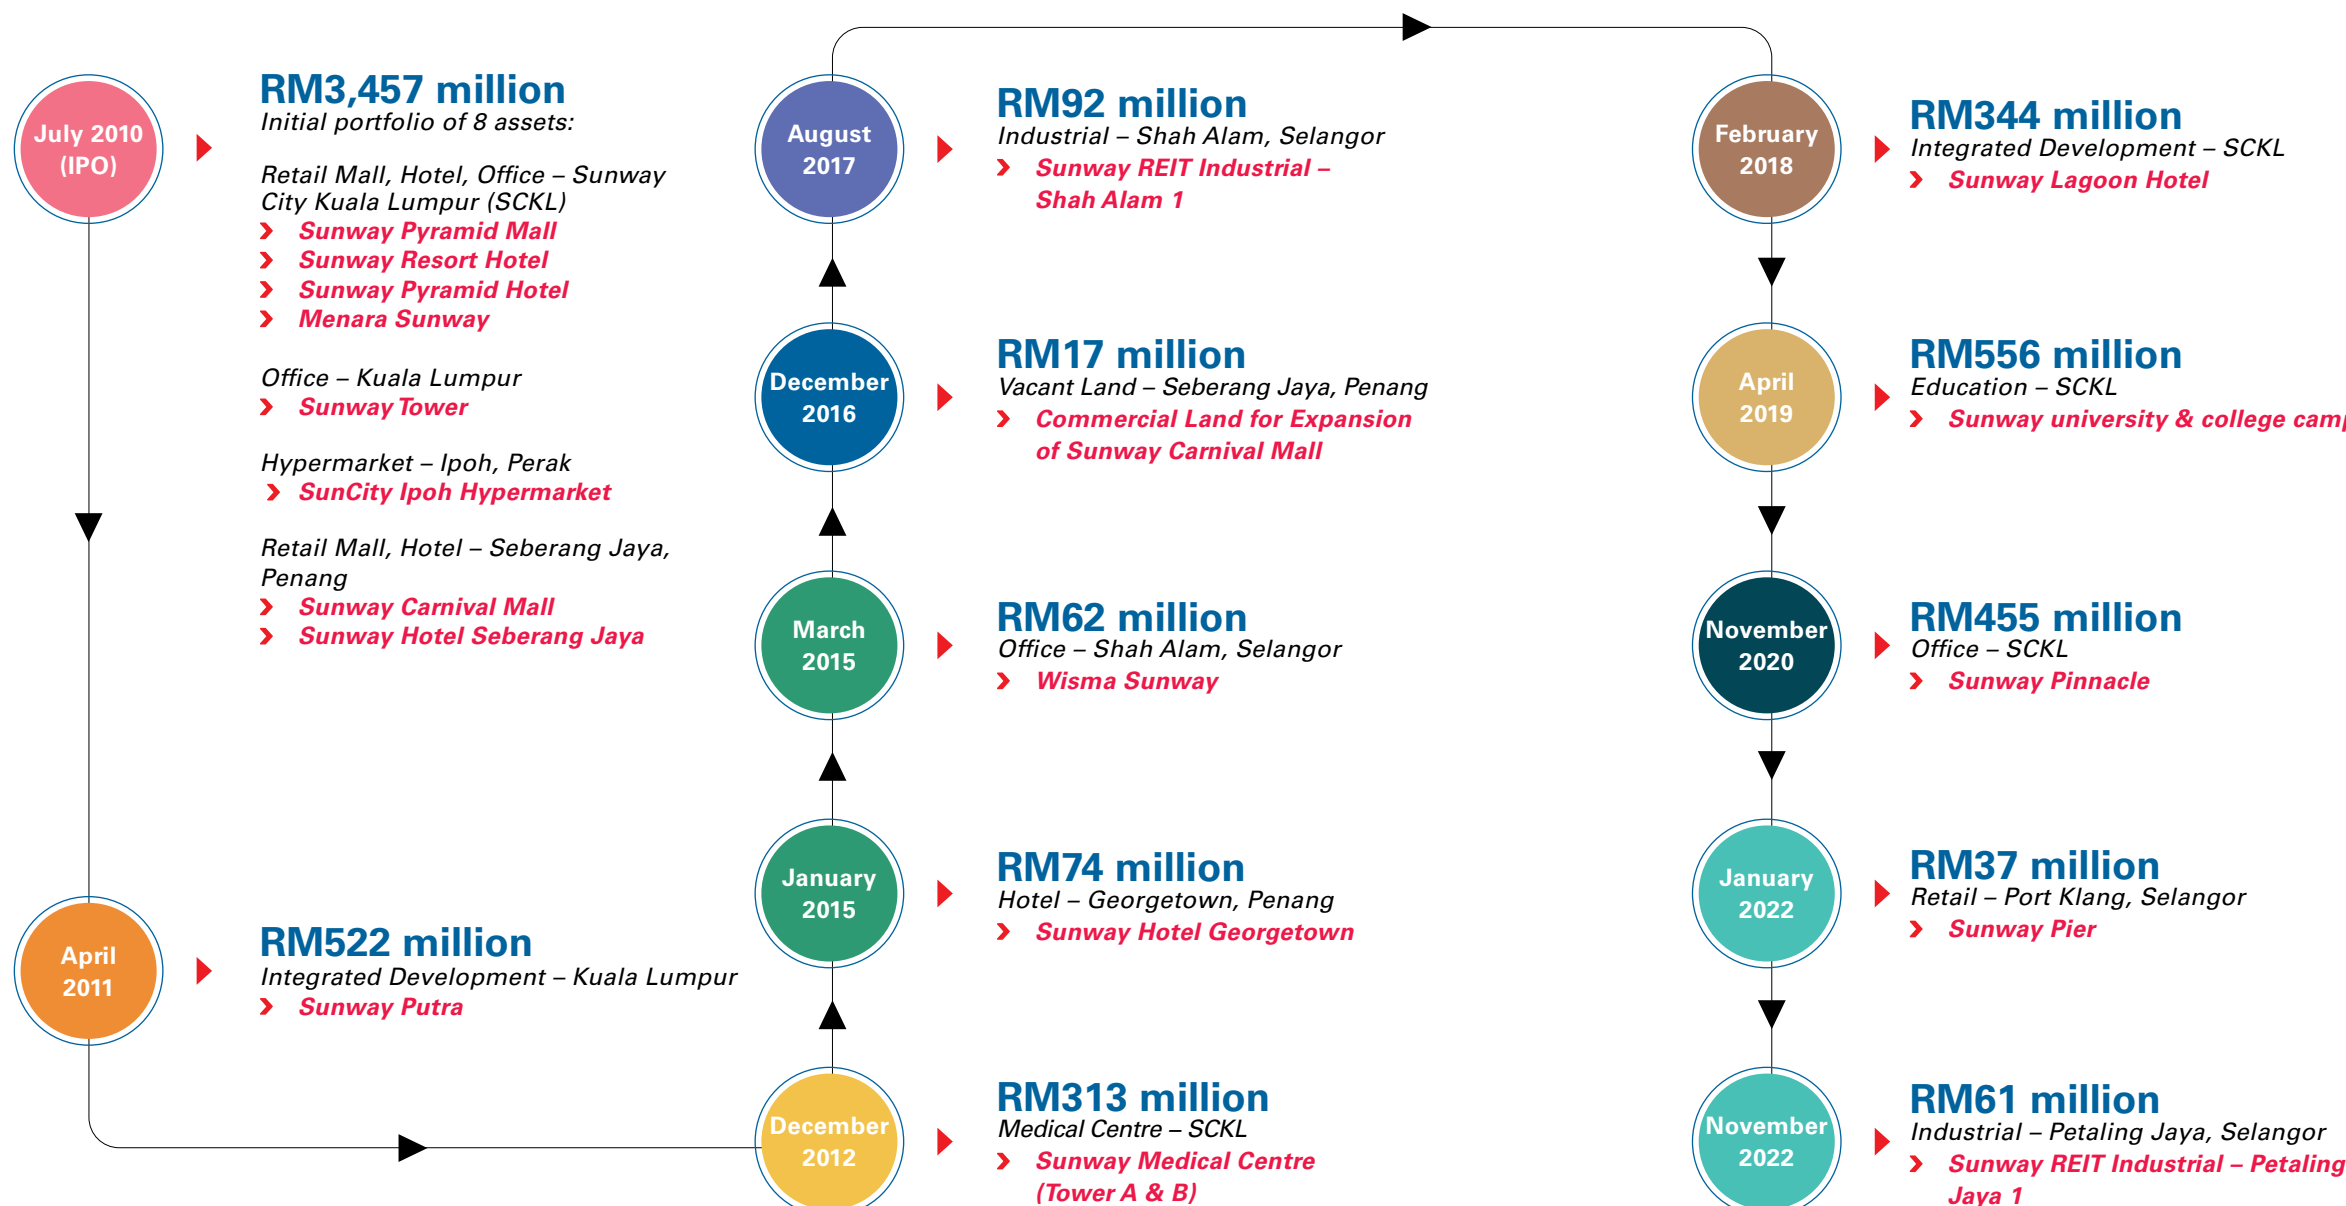 July 2010
(IPO)
RM3,457 million
Initial portfolio of 8 assets:
Retail Mall, Hotel, Office – Sunway
City Kuala Lumpur (SCKL)
Sunway Pyramid Mall
Sunway Resort Hotel
Sunway Pyramid Hotel
Menara Sunway
Office – Kuala Lumpur
Sunway Tower
Hypermarket – Ipoh, Perak
SunCity Ipoh Hypermarket
Retail Mall, Hotel – Seberang Jaya,
Penang
Sunway Carnival Mall
Sunway Hotel Seberang Jaya
April
2011
RM522 million
Integrated Development – Kuala Lumpur
Sunway Putra
December
2012
RM313 million
Medical Centre – SCKL
Sunway Medical Centre
(Tower A & B)
January
2015
RM74 million
Hotel – Georgetown, Penang
Sunway Hotel Georgetown
March
2015
RM62 million
Office – Shah Alam, Selangor
Wisma Sunway
December
2016
RM17 million
Vacant Land – Seberang Jaya, Penang
Commercial Land for Expansion
of Sunway Carnival Mall
August
2017
RM92 million
Industrial – Shah Alam, Selangor
Sunway REIT Industrial –
Shah Alam 1
February
2018
RM344 million
Integrated Development – SCKL
Sunway Lagoon Hotel
April
2019
RM556 million
Education – SCKL
Sunway university & college
November
2020
RM455 million
Office – SCKL
Sunway Pinnacle
January
2022
RM37 million
Retail – Port Klang, Selangor
Sunway Pier
November
2022
RM61 million
Industrial – Petaling Jaya, Selangor
Sunway REIT Industrial – Petaling
Jaya 1